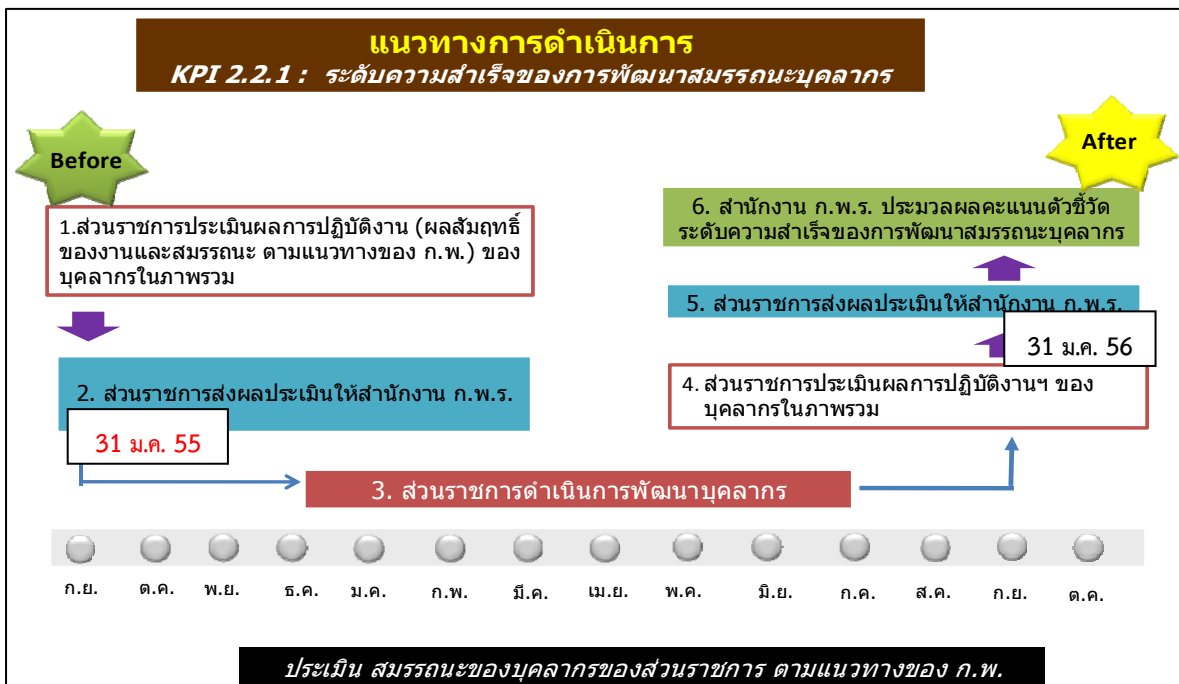 แนวทางการดำเนินการ
KPI 2.2.1 : ระดับความสำเร็จของการพัฒนาสมรรถนะบุคลากร
Before
1.ส่วนราชการประเมินผลการปฏิบัติงาน (ผลสัมฤทธิ์
ของงานและสมรรถนะ ตามแนวทางของ ก.พ.) ของ
บุคลากรในภาพรวม
2. ส่วนราชการส่งผลประเมินให้สำนักงาน ก.พ.ร.
31 ม.ค. 55
3. ส่วนราชการดำเนินการพัฒนาบุคลากร
After
6. สำนักงาน ก.พ.ร. ประมวลผลคะแนนตัวชี้วัด
ระดับความสำเร็จของการพัฒนาสมรรถนะบุคลากร
5. ส่วนราชการส่งผลประเมินให้สำนักงาน ก.พ.ร.
31 ม.ค. 56
4. ส่วนราชการประเมินผลการปฏิบัติงานฯ ของ
บุคลากรในภาพรวม
ก.ย. ต.ค. พ.ย. ธ.ค. ม.ค. ก.พ. มี.ค. เม.ย. พ.ค. มิ.ย. ก.ค. ส.ค. ก.ย. ต.ค.
ประเมิน สมรรถนะของบุคลากรของส่วนราชการ ตามแนวทางของ ก.พ.